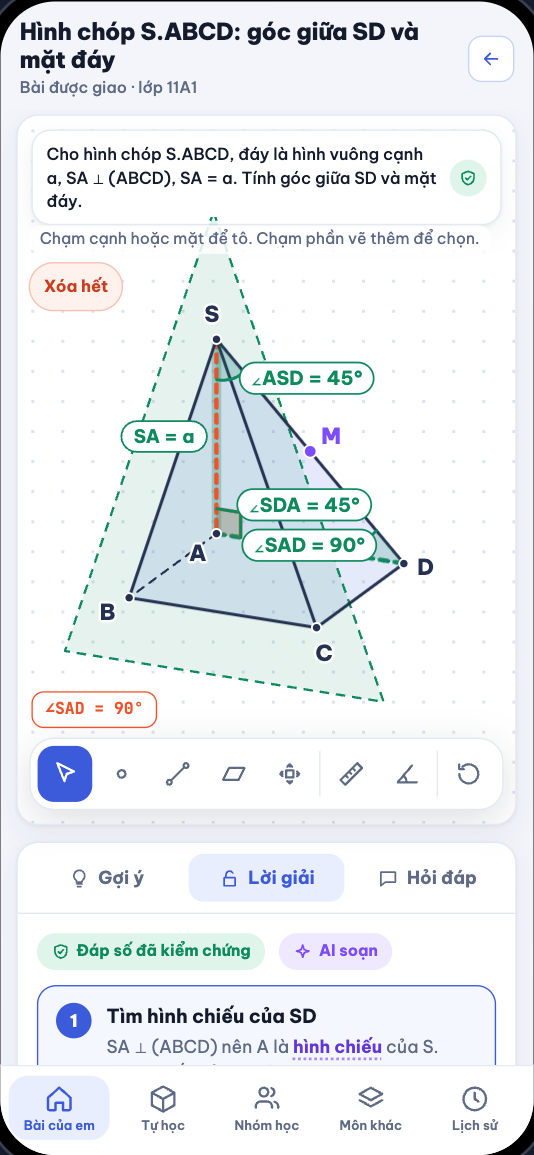 Hình chóp S.ABCD: góc giữa SD và
mặt đáy
Bài được giao · lớp 11A1
Cho hình chóp S.ABCD, đáy là hình vuông cạnh
a, SA ⊥ (ABCD), SA = a. Tính góc giữa SD và mặt
đáy.
Chạm cạnh hoặc mặt để tô. Chạm phần vẽ thêm để chọn.
Xóa hết
S
∠ASD = 45°
SA = a
M
∠SDA = 45°
∠SAD = 90°
A
D
B
C
∠SAD = 90°
Gợi ý
Lời giải
Hỏi đáp
Đáp số đã kiểm chứng
AI soạn
1
Tìm hình chiếu của SD
SA ⊥ (ABCD) nên A là hình chiếu của S.
Bài của em
Tự học
Nhóm học
Môn khác
Lịch sử